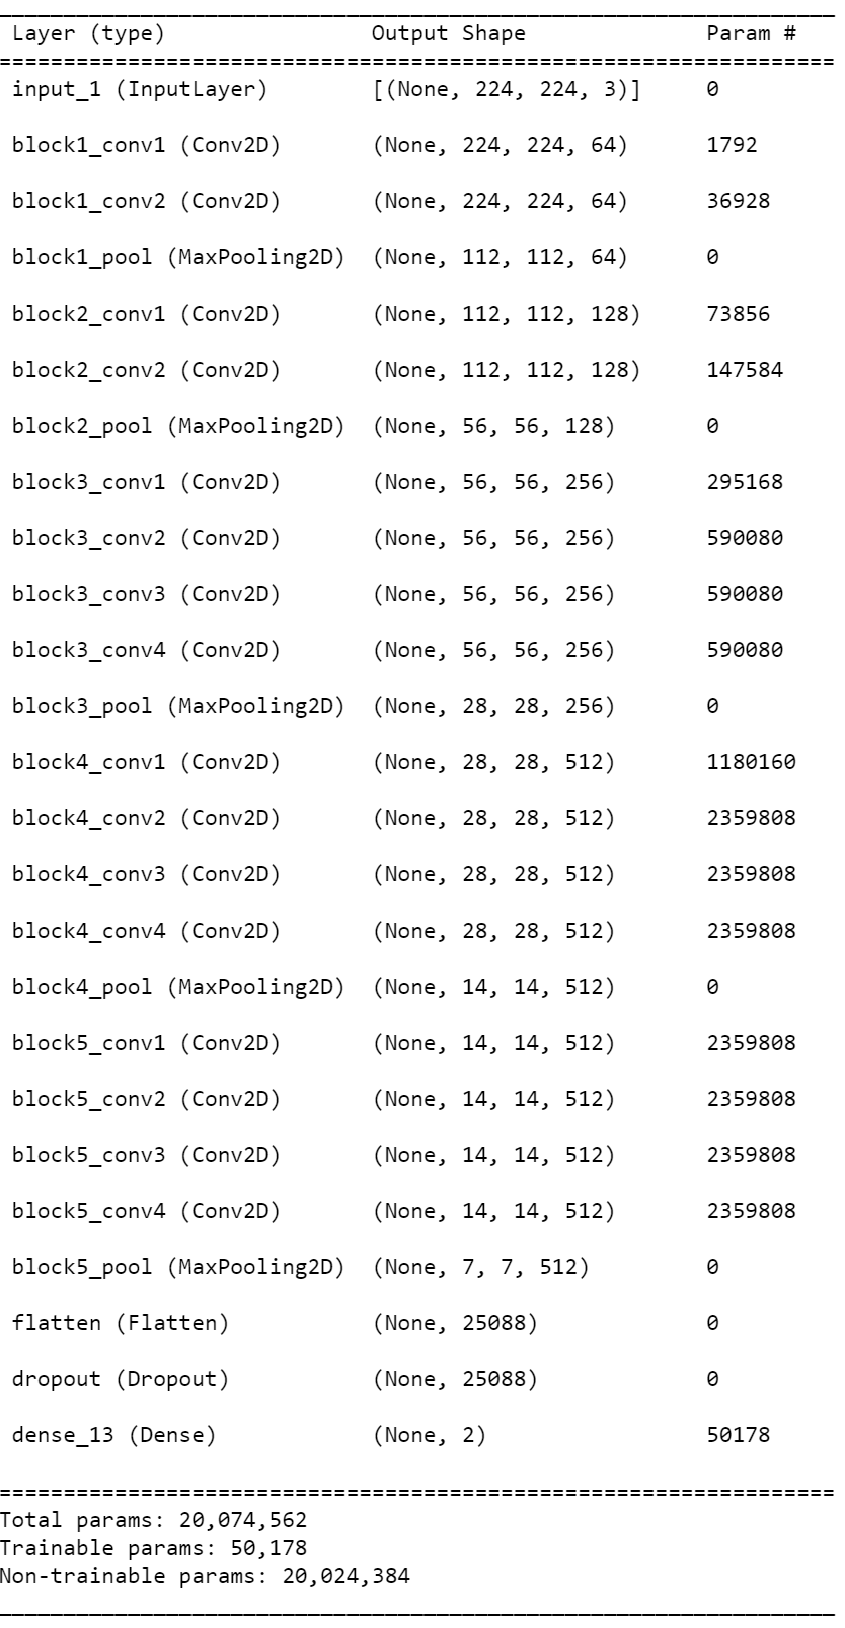 Layer (type) Output Shape Param #
=================================================================
input_1 (InputLayer) [(None, 224, 224, 3)] 0
block1_conv1 (Conv2D) (None, 224, 224, 64) 1792
block1_conv2 (Conv2D) (None, 224, 224, 64) 36928
block1_pool (MaxPooling2D) (None, 112, 112, 64) 0
block2_conv1 (Conv2D) (None, 112, 112, 128) 73856
block2_conv2 (Conv2D) (None, 112, 112, 128) 147584
block2_pool (MaxPooling2D) (None, 56, 56, 128) 0
block3_conv1 (Conv2D) (None, 56, 56, 256) 295168
block3_conv2 (Conv2D) (None, 56, 56, 256) 590080
block3_conv3 (Conv2D) (None, 56, 56, 256) 590080
block3_conv4 (Conv2D) (None, 56, 56, 256) 590080
block3_pool (MaxPooling2D) (None, 28, 28, 256) 0
block4_conv1 (Conv2D) (None, 28, 28, 512) 1180160
block4_conv2 (Conv2D) (None, 28, 28, 512) 2359808
block4_conv3 (Conv2D) (None, 28, 28, 512) 2359808
block4_conv4 (Conv2D) (None, 28, 28, 512) 2359808
block4_pool (MaxPooling2D) (None, 14, 14, 512) 0
block5_conv1 (Conv2D) (None, 14, 14, 512) 2359808
block5_conv2 (Conv2D) (None, 14, 14, 512) 2359808
block5_conv3 (Conv2D) (None, 14, 14, 512) 2359808
block5_conv4 (Conv2D) (None, 14, 14, 512) 2359808
block5_pool (MaxPooling2D) (None, 7, 7, 512) 0
flatten (Flatten) (None, 25088) 0
dropout (Dropout) (None, 25088) 0
dense_13 (Dense) (None, 2) 50178
=================================================================
Total params: 20,074,562
Trainable params: 50,178
Non-trainable params: 20,024,384